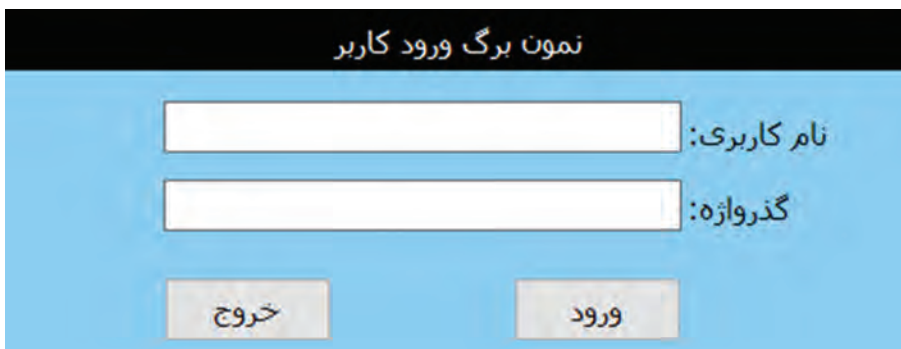 نمون برگ ورود کاربر
نام کاربری:
گذرواژه:
ورود
خروج